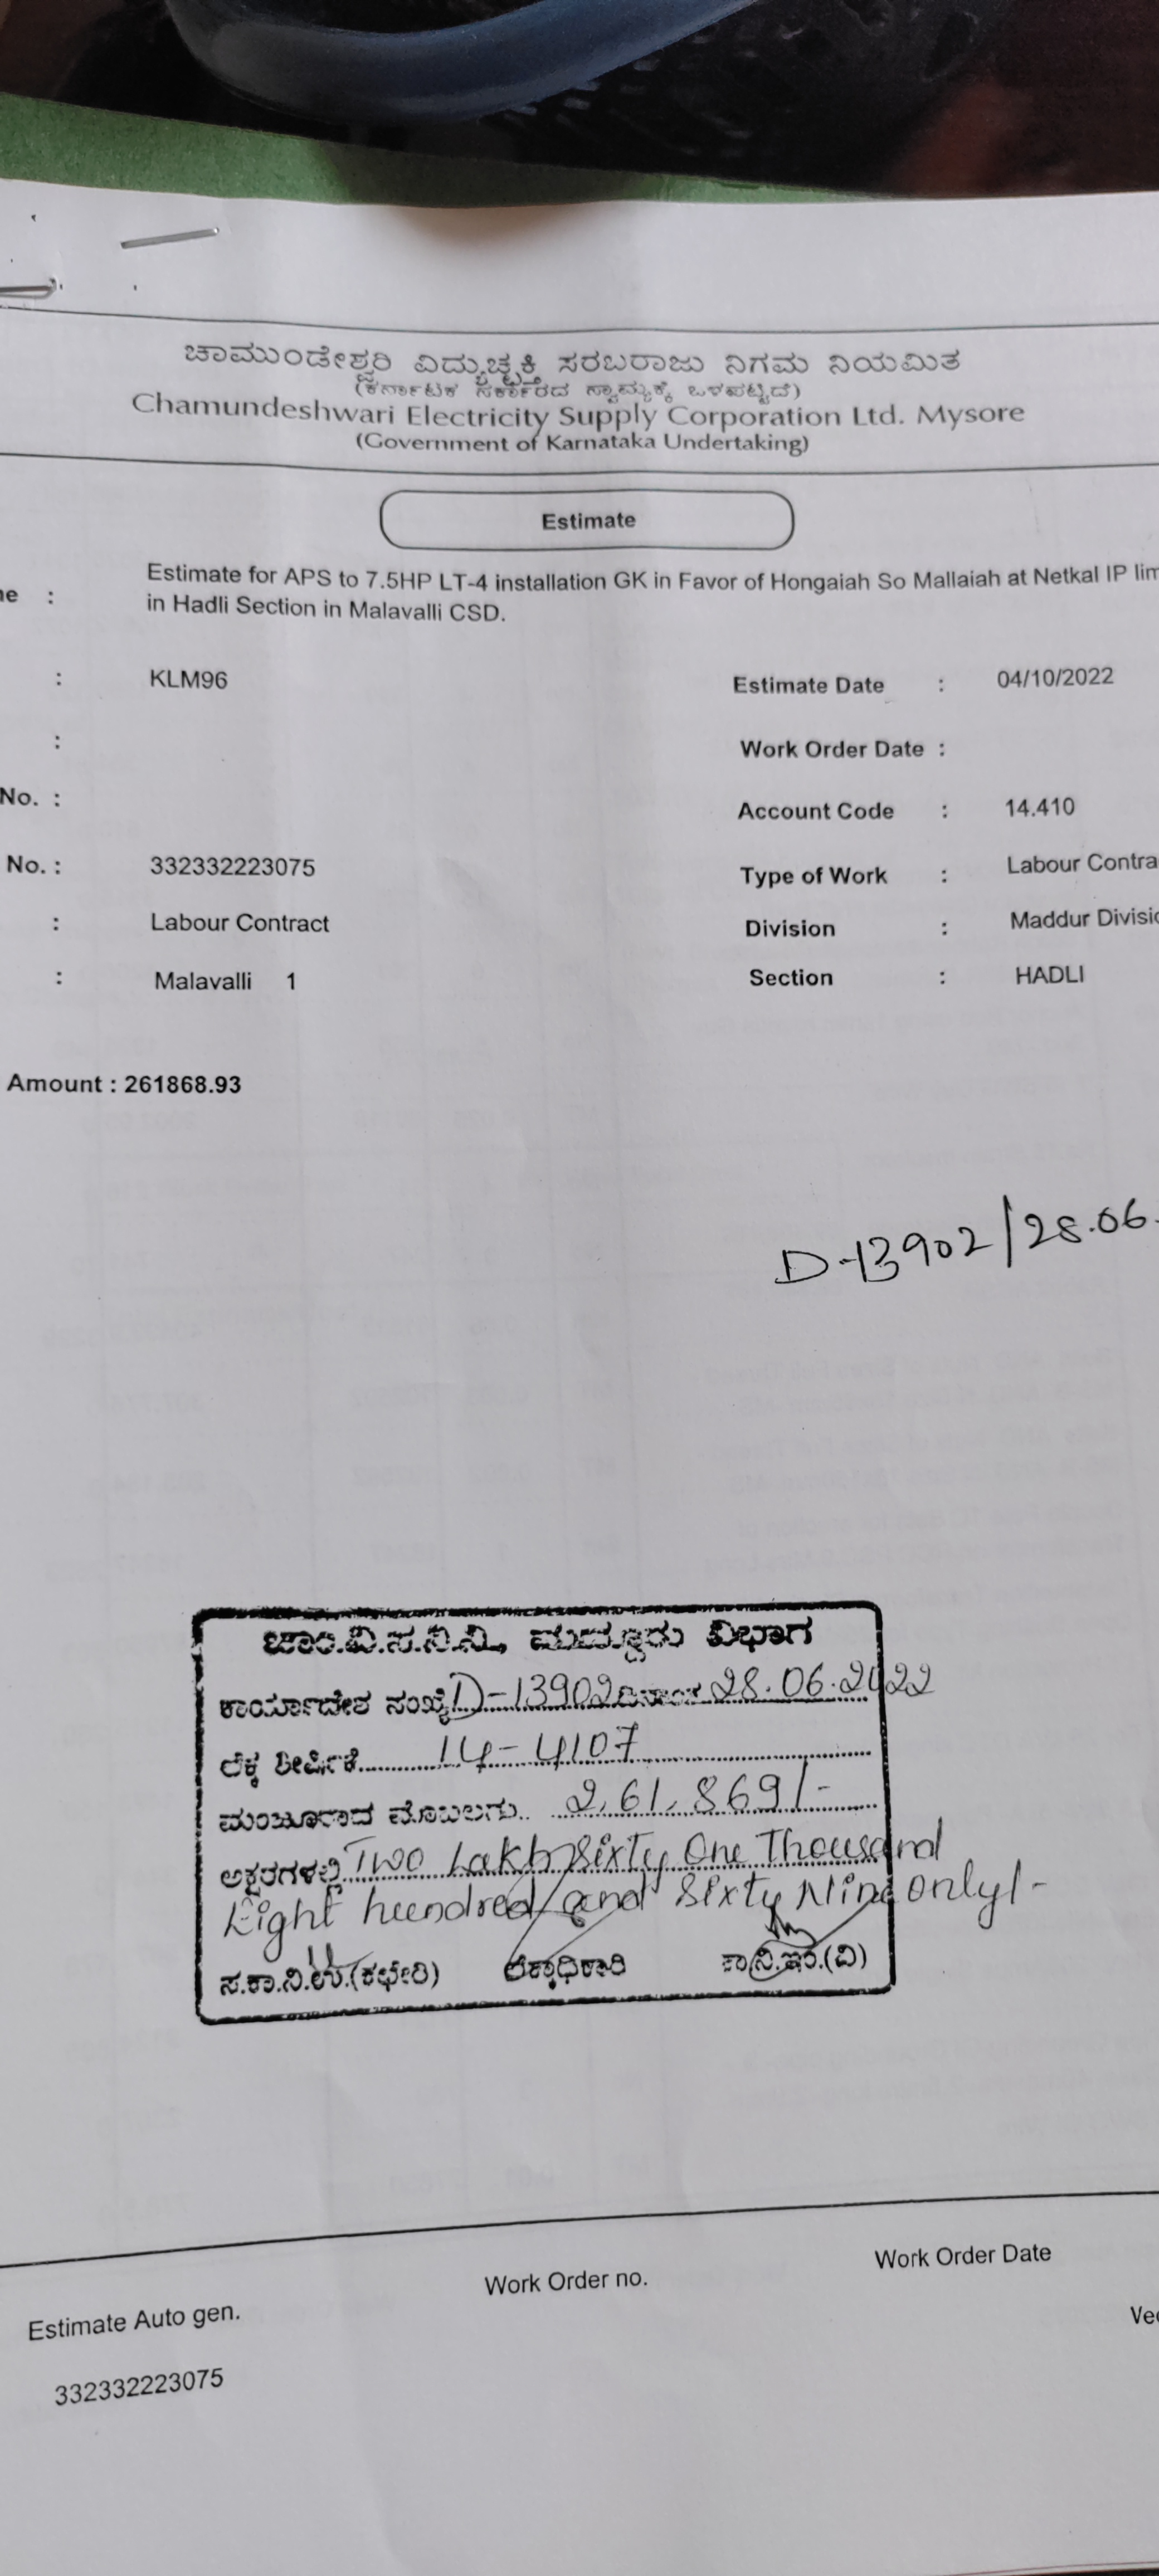 ಚಾಮುಂಡೇಶ್ವರಿ ವಿದ್ಯುಚ್ಛಕ್ತಿ ಸರಬರಾಜು ನಿಗಮ ನಿಯಮಿತ
(ಕರ್ನಾಟಕ ಸರ್ಕಾರದ ಸ್ವಾಮ್ಯಕ್ಕೆ ಒಳಪಟ್ಟಿದೆ)
Chamundeshwari Electricity Supply Corporation Ltd. Mysore
(Government of Karnataka Undertaking)
Estimate
Estimate for APS to 7.5HP LT-4 installation GK in Favor of Hongaiah So Mallaiah at Netkal IP lim
in Hadli Section in Malavalli CSD.
: KLM96 Estimate Date : 04/10/2022
: Work Order Date :
No. : Account Code : 14.410
No. : 332332223075 Type of Work : Labour Contra
: Labour Contract Division : Maddur Divisio
: Malavalli 1 Section : HADLI
Amount : 261868.93
D-13902/28.06.
ಚಾಂ.ವಿ.ಸ.ನಿ.ನಿ., ಮದ್ದೂರು ವಿಭಾಗ
ಕಾರ್ಯಾದೇಶ ಸಂಖ್ಯೆ D-13902 ದಿನಾಂಕ 28.06.2022
ಲೆಕ್ಕ ಶೀರ್ಷಿಕೆ 14-4107
ಮಂಜೂರಾದ ಮೊಬಲಗು.. 2,61,869/-
ಅಕ್ಷರಗಳಲ್ಲಿ Two Lakh Sixty One Thousand
Eight hundred and Sixty Nine only/-
ಸ.ಕಾ.ನಿ.ಉ.(ಕಛೇರಿ) ಲೆಕ್ಕಾಧಿಕಾರಿ ಕಾ.ನಿ.ಇಂ.(ವಿ)
Work Order no. Work Order Date
Estimate Auto gen.
332332223075